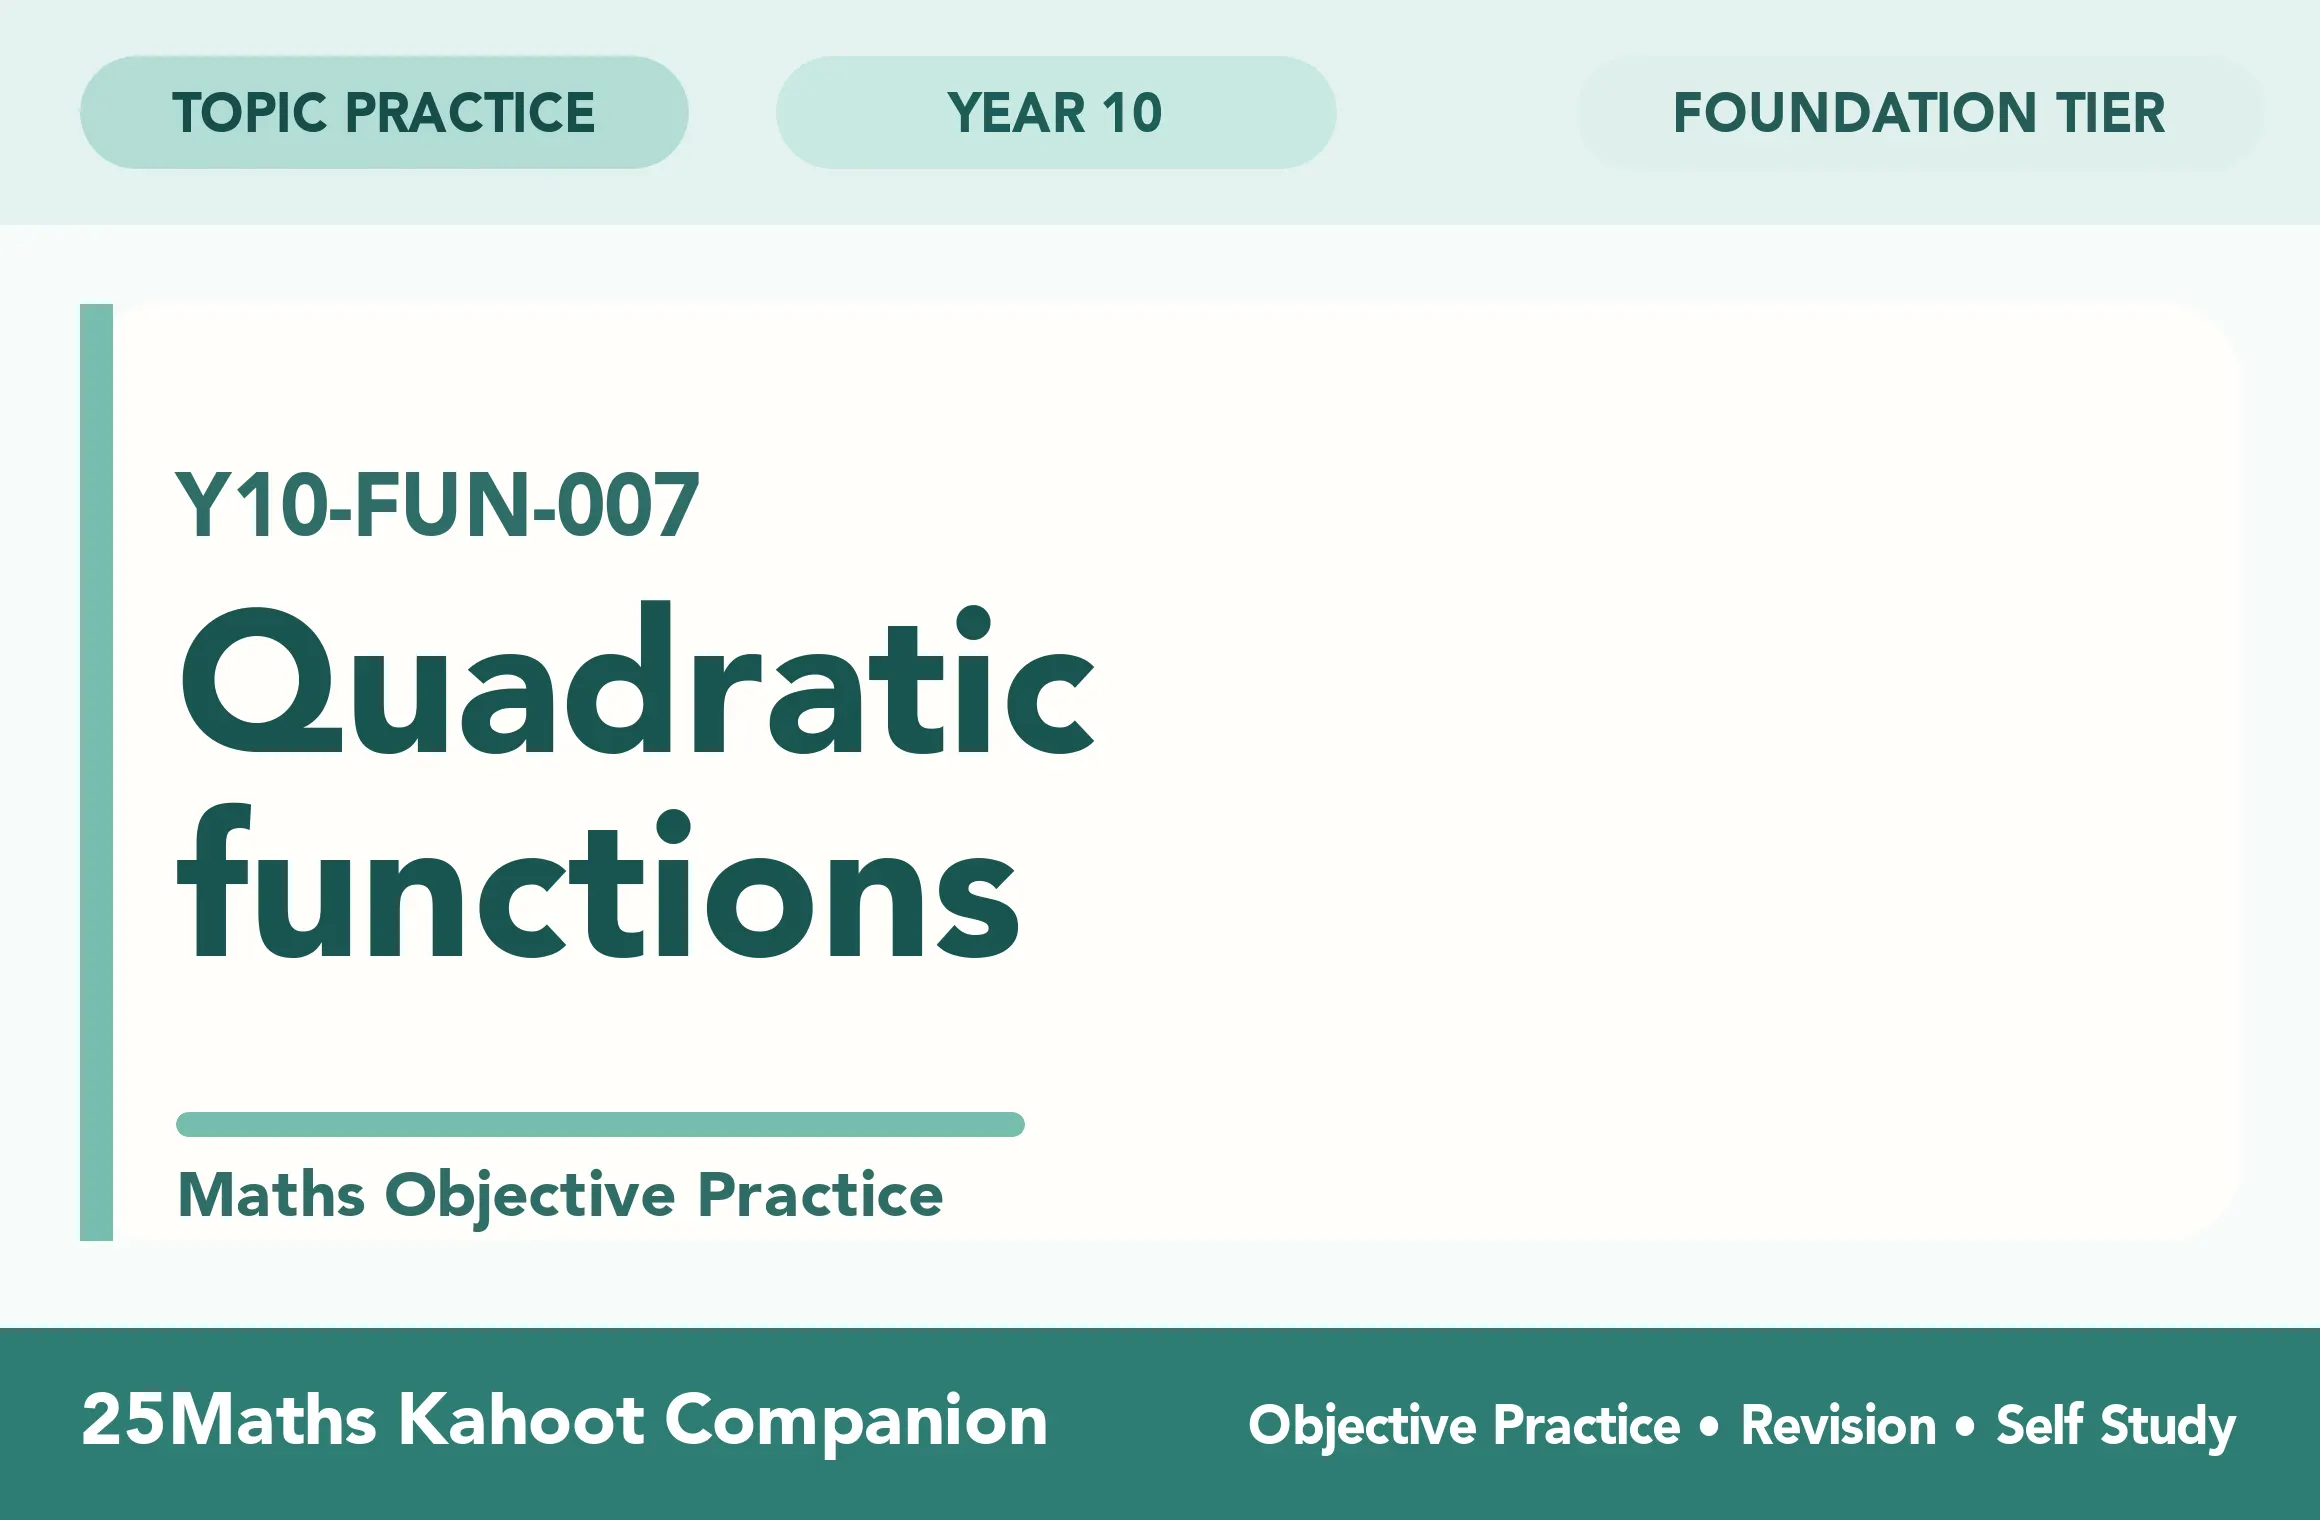 TOPIC PRACTICE
YEAR 10
FOUNDATION TIER
Y10-FUN-007
Quadratic
functions
Maths Objective Practice
25Maths Kahoot Companion
Objective Practice • Revision • Self Study